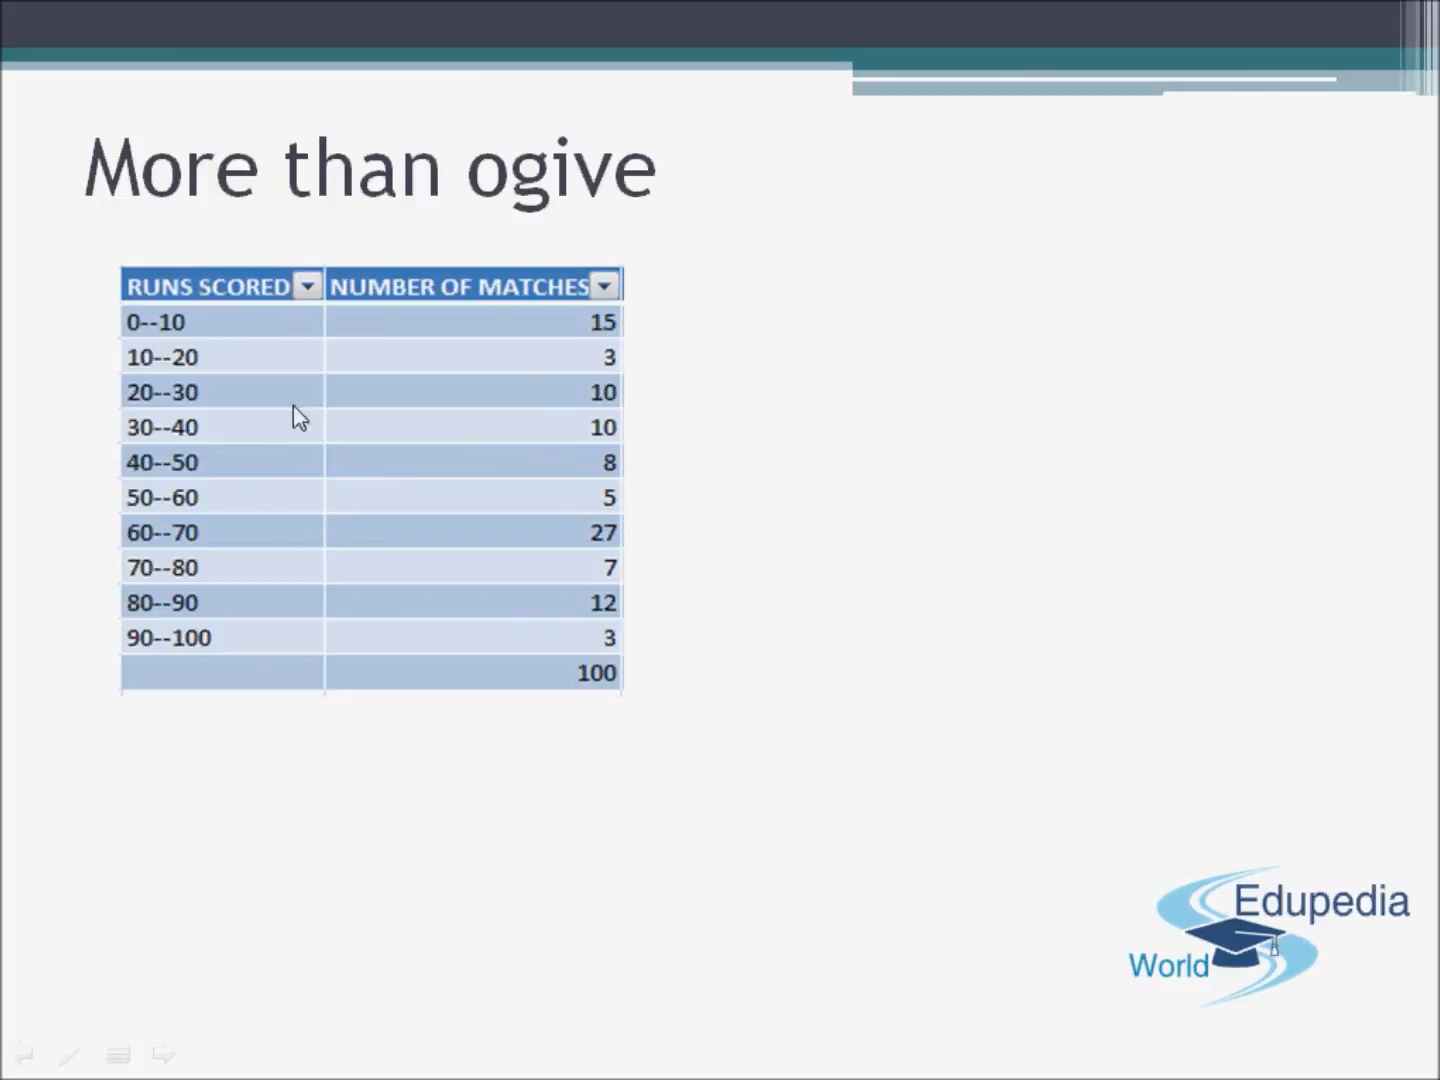 More than ogive
RUNS SCORED NUMBER OF MATCHES
0--10 15
10--20 3
20--30 10
30--40 10
40--50 8
50--60 5
60--70 27
70--80 7
80--90 12
90--100 3
100
Edupedia
World